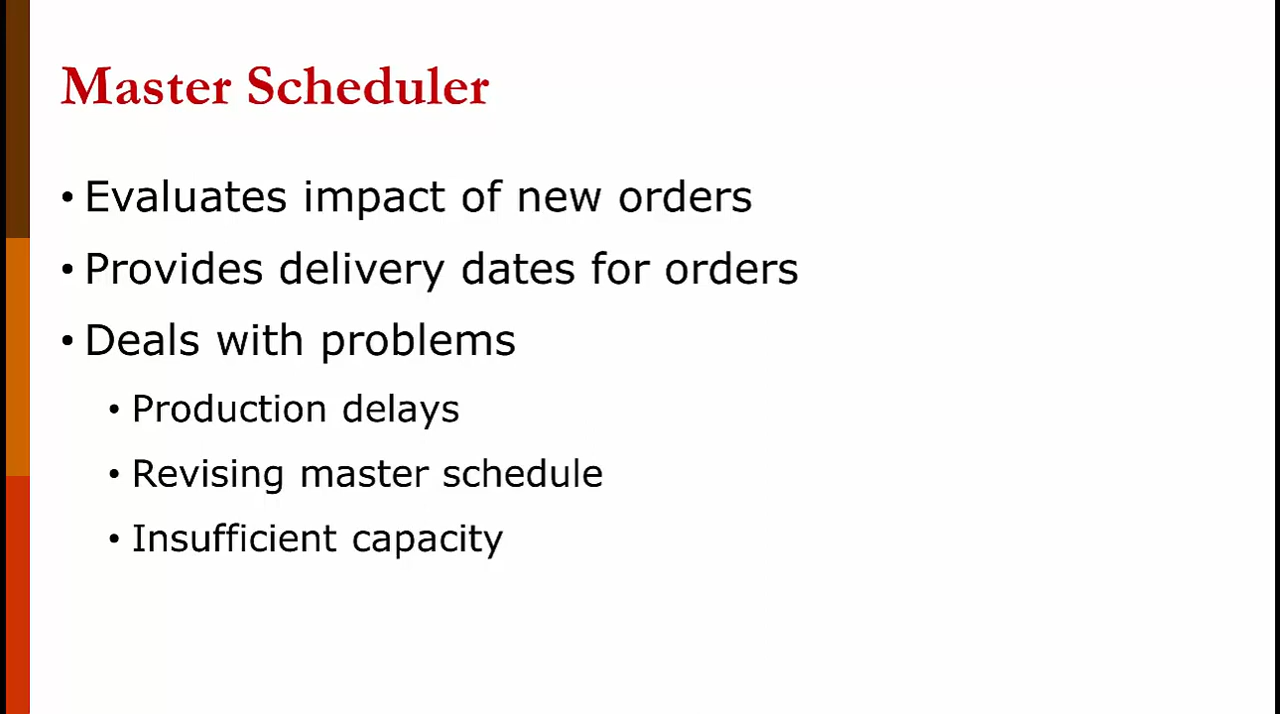 Master Scheduler
• Evaluates impact of new orders
• Provides delivery dates for orders
• Deals with problems
• Production delays
• Revising master schedule
• Insufficient capacity